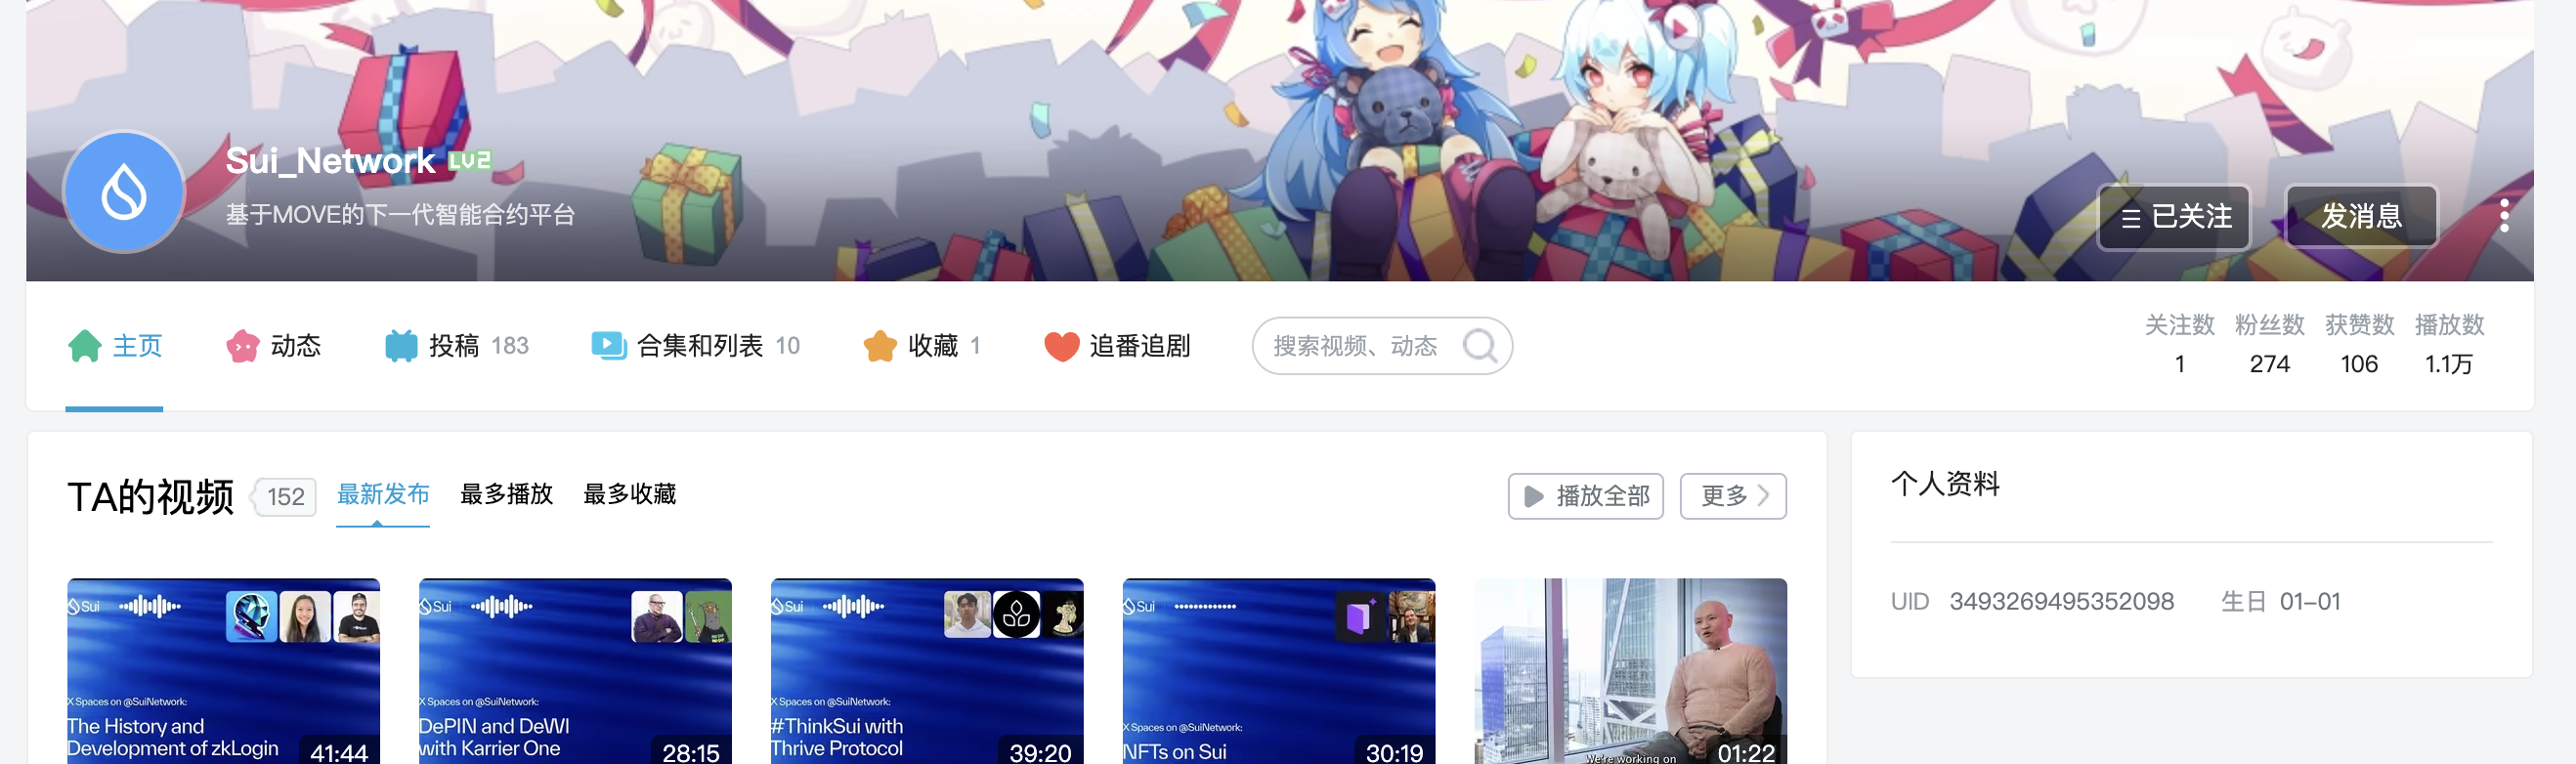 Sui_Network LV2
基于MOVE的下一代智能合约平台
已关注 发消息
主页 动态 投稿 183 合集和列表 10 收藏 1 追番追剧 搜索视频、动态
关注数 粉丝数 获赞数 播放数
1 274 106 1.1万
TA的视频 152 最新发布 最多播放 最多收藏 播放全部 更多
个人资料
UID 3493269495352098 生日 01-01
Sui
X Spaces on @SuiNetwork:
The History and
Development of zkLogin
41:44
Sui
X Spaces on @SuiNetwork:
DePIN and DeWI
with Karrier One
28:15
Sui
X Spaces on @SuiNetwork:
#ThinkSui with
Thrive Protocol
39:20
Sui
X Spaces on @SuiNetwork:
NFTs on Sui
30:19
We're working on
01:22